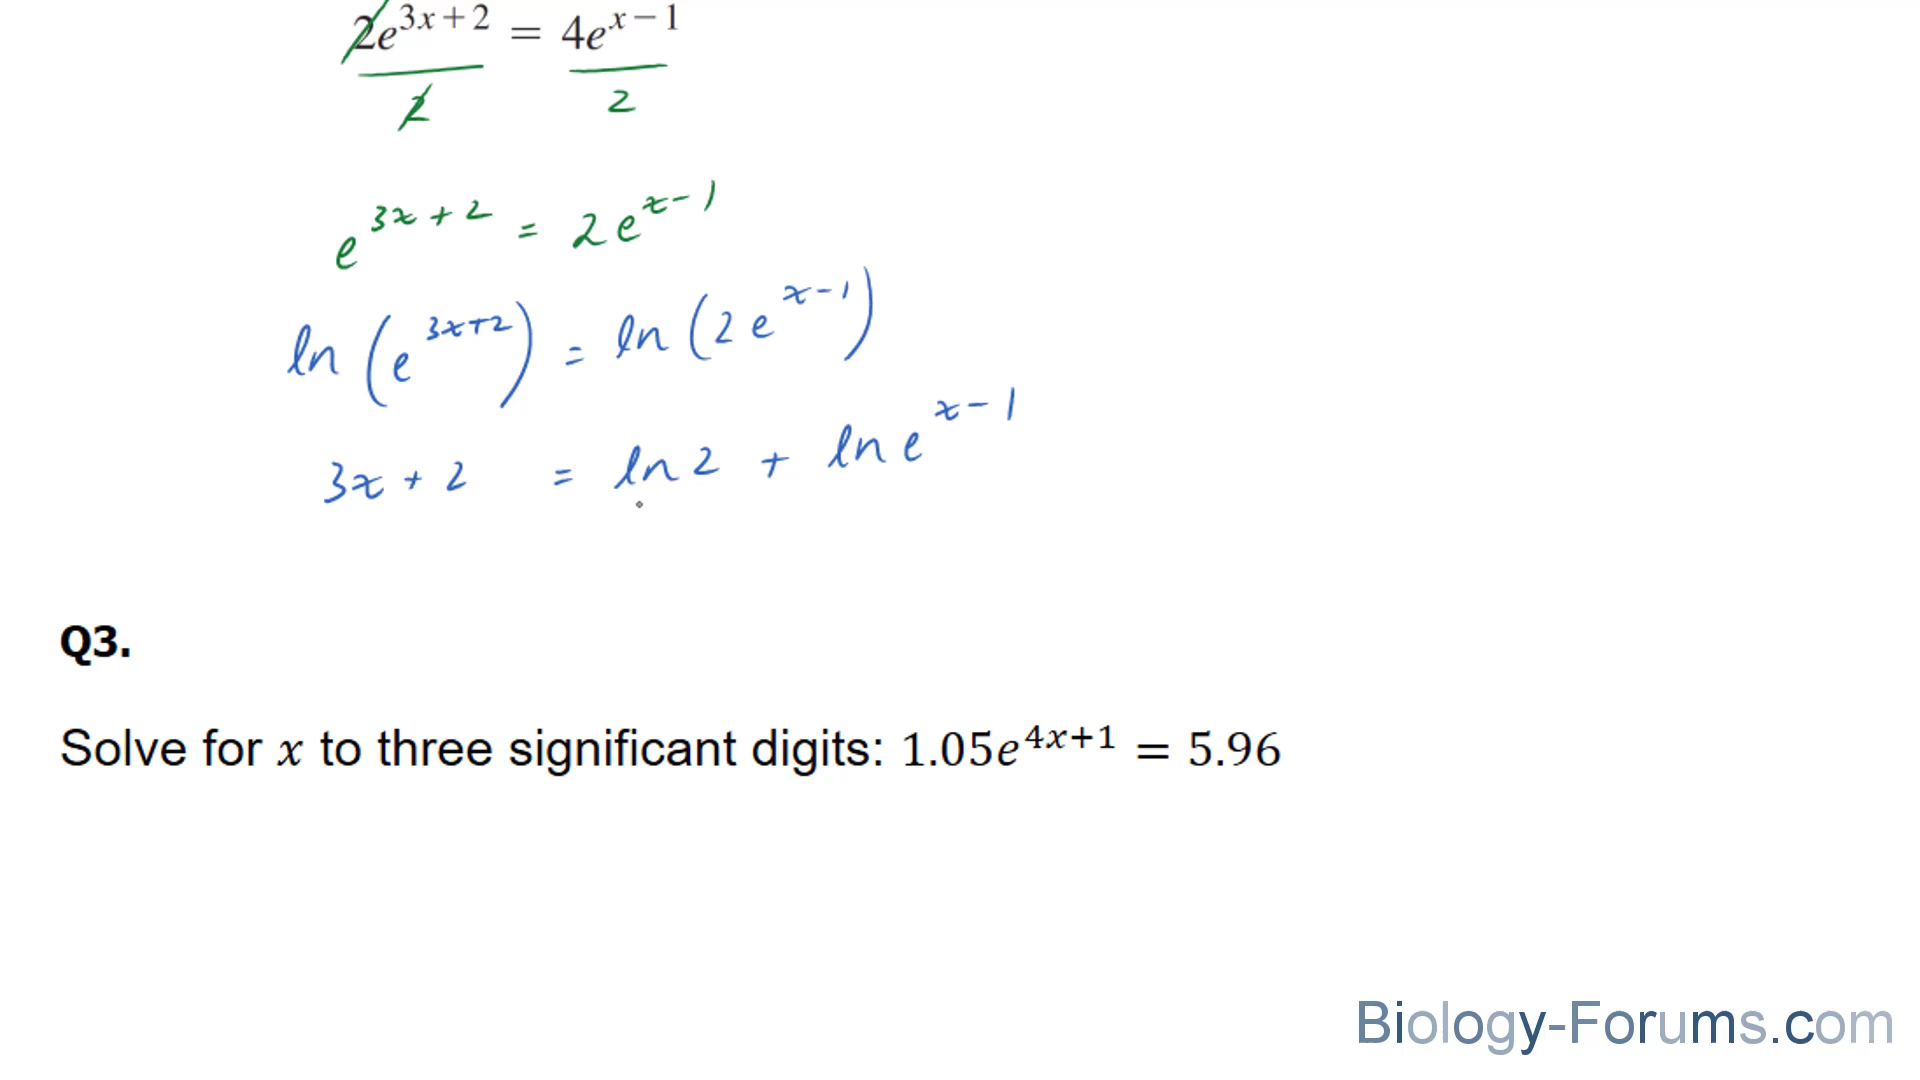 2e^{3x+2} = 4e^{x−1}
2 2
e^{3x+2} = 2e^{x−1}
ln (e^{3x+2}) = ln (2e^{x−1})
3x + 2 = ln 2 + ln e^{x−1}
Q3.
Solve for x to three significant digits: 1.05e^{4x+1} = 5.96
Biology-Forums.com